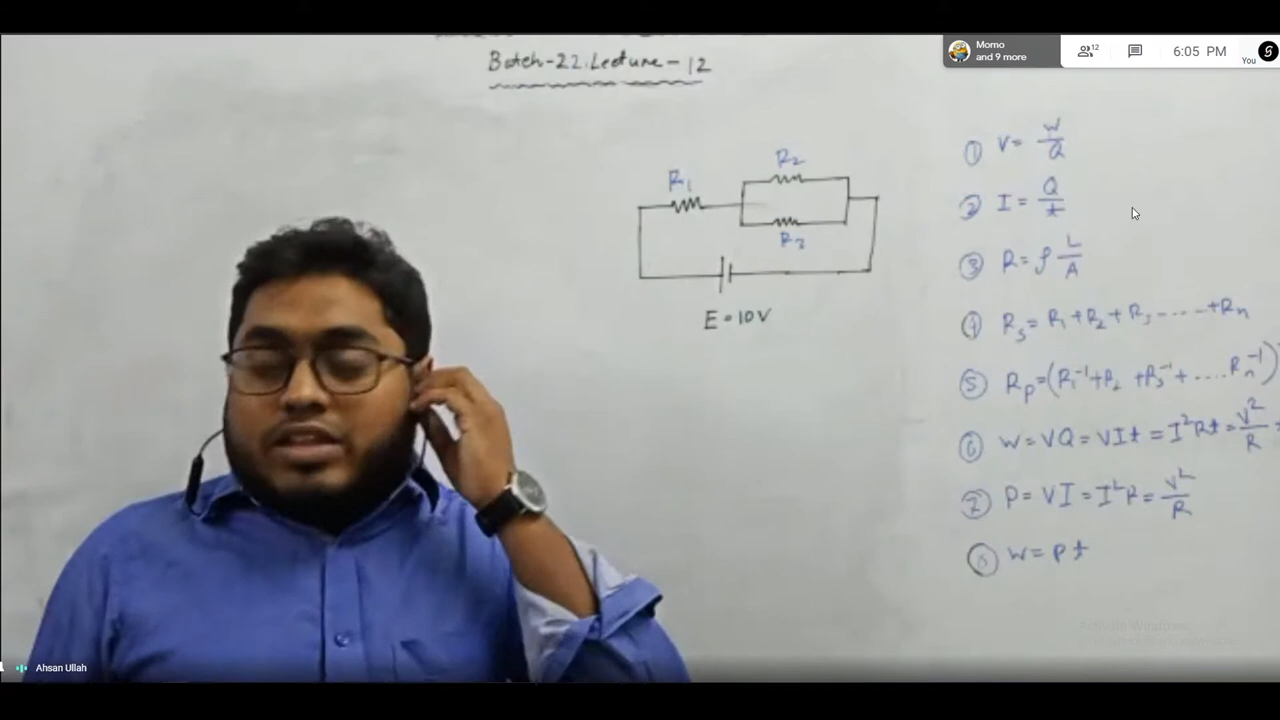 Momo
and 9 more
12
6:05 PM
You
Batch-22. Lecture-12
R₁
R₂
R₃
E = 10V
① V = W/Q
② I = Q/t
③ R = ρ L/A
④ Rs = R₁ + R₂ + R₃ ----- + Rn
⑤ Rp = (R₁⁻¹ + R₂ + R₃⁻¹ + .... Rn⁻¹)
⑥ W = VQ = VIt = I²Rt = V²/R
⑦ P = VI = I²R = V²/R
⑧ W = Pt
Activate Windows
Ahsan Ullah